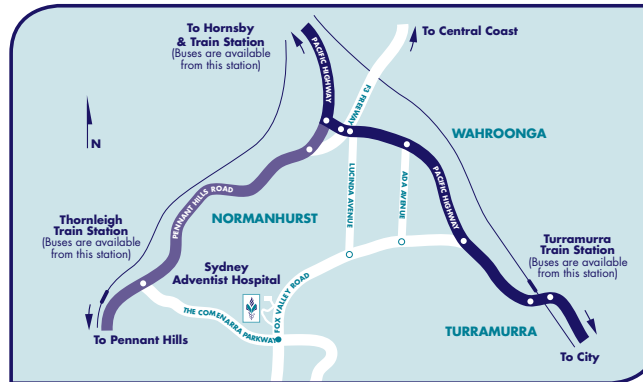 To Hornsby
& Train Station
(Buses are available
from this station)
To Central Coast
PACIFIC HIGHWAY
F3 FREEWAY
N
WAHROONGA
PENNANT HILLS ROAD
LUCINDA AVENUE
ADA AVENUE
PACIFIC HIGHWAY
Thornleigh
Train Station
(Buses are available
from this station)
NORMANHURST
Turramurra
Train Station
(Buses are available
from this station)
Sydney
Adventist Hospital
FOX VALLEY ROAD
THE COMENARRA PARKWAY
To Pennant Hills
TURRAMURRA
To City